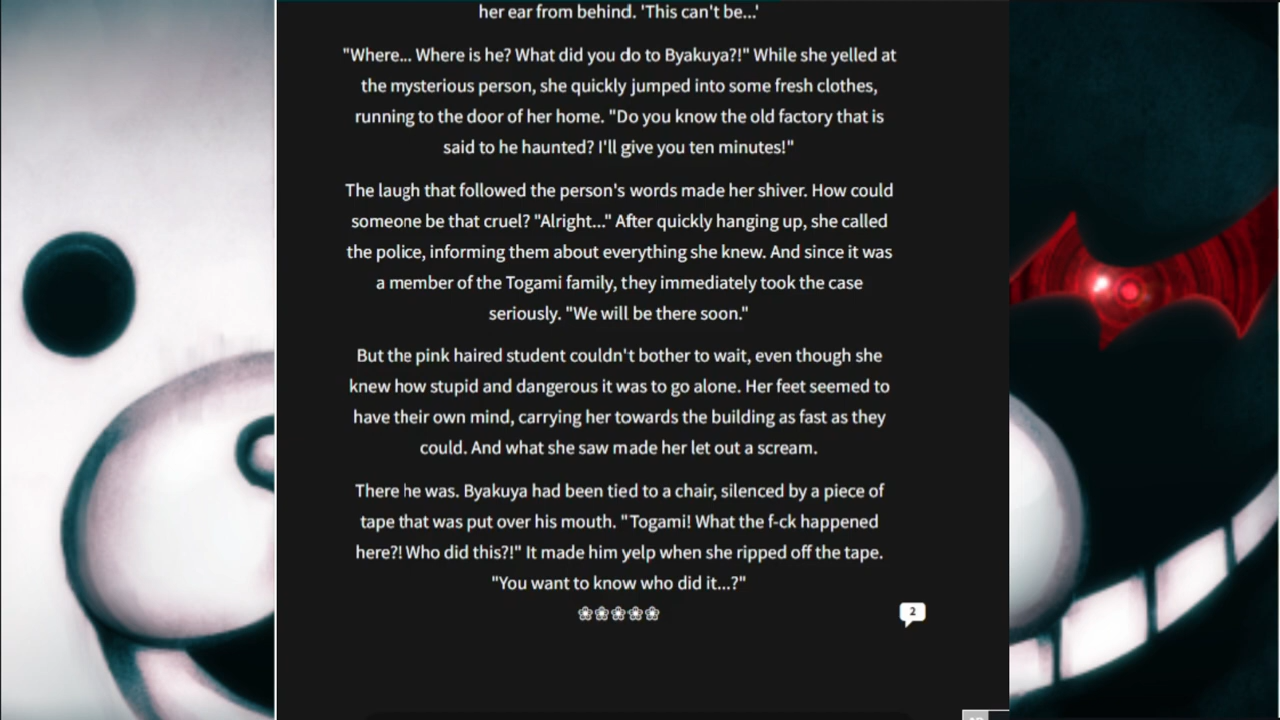 her ear from behind. 'This can't be...'
"Where... Where is he? What did you do to Byakuya?!" While she yelled at
the mysterious person, she quickly jumped into some fresh clothes,
running to the door of her home. "Do you know the old factory that is
said to he haunted? I'll give you ten minutes!"
The laugh that followed the person's words made her shiver. How could
someone be that cruel? "Alright..." After quickly hanging up, she called
the police, informing them about everything she knew. And since it was
a member of the Togami family, they immediately took the case
seriously. "We will be there soon."
But the pink haired student couldn't bother to wait, even though she
knew how stupid and dangerous it was to go alone. Her feet seemed to
have their own mind, carrying her towards the building as fast as they
could. And what she saw made her let out a scream.
There he was. Byakuya had been tied to a chair, silenced by a piece of
tape that was put over his mouth. "Togami! What the f-ck happened
here?! Who did this?!" It made him yelp when she ripped off the tape.
"You want to know who did it...?"
❀❀❀❀❀
2